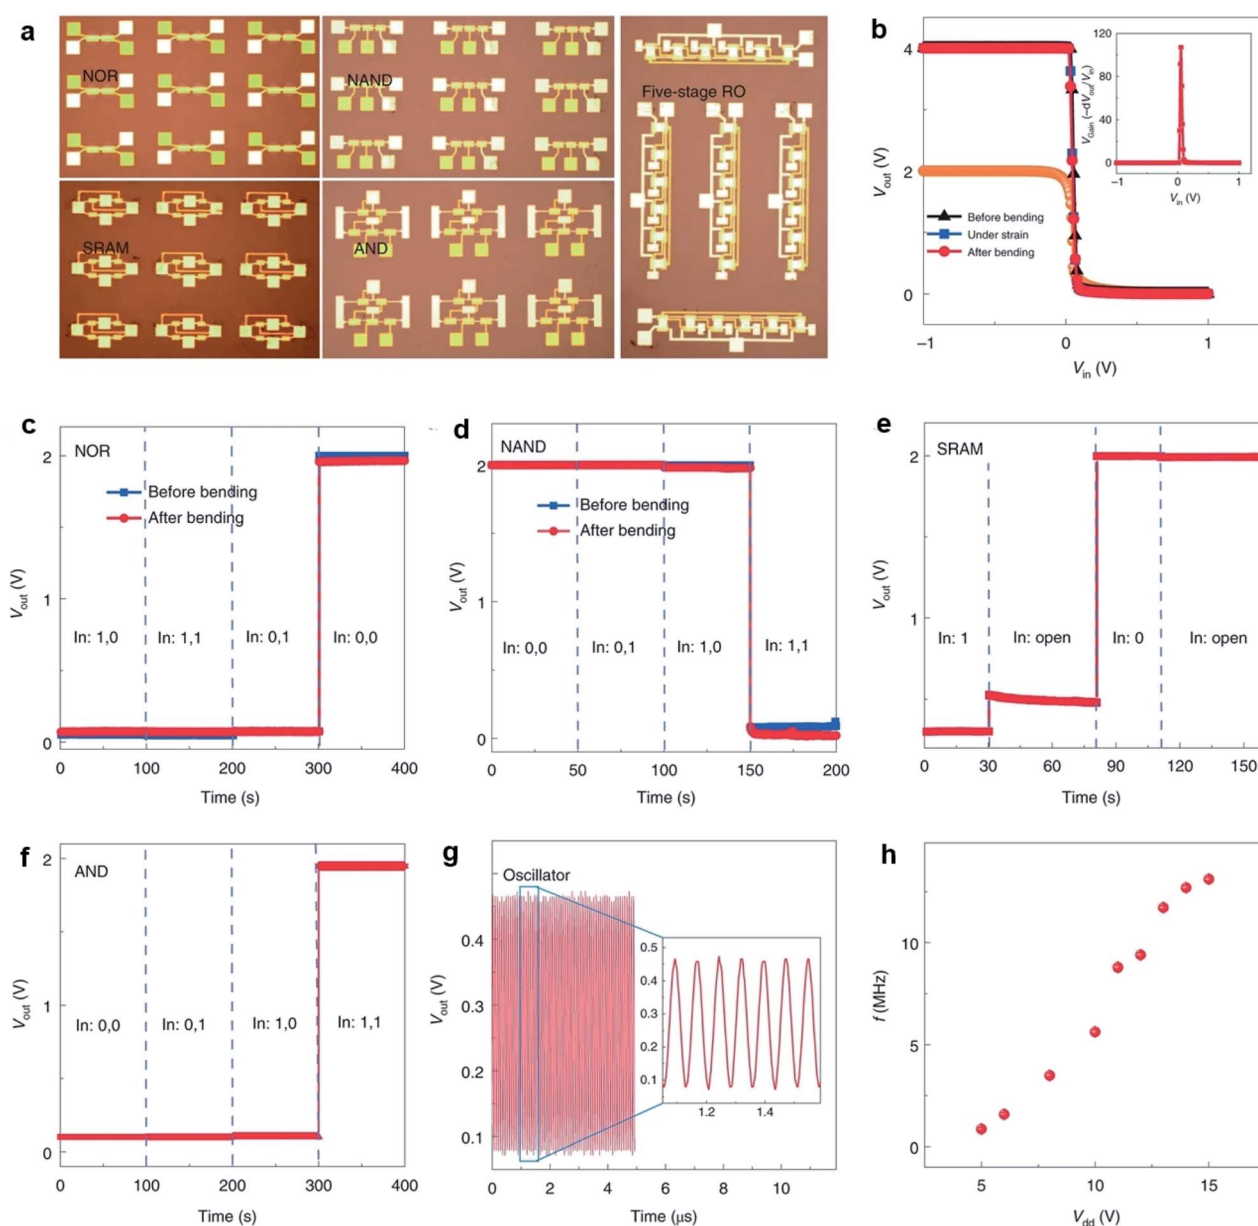 a
NOR
NAND
Five-stage RO
SRAM
AND
b
4
2
0
−1
0
1
V_out (V)
V_in (V)
Before bending
Under strain
After bending
120
80
40
0
−1
0
1
V_Gain (−dV_out/V_in)
V_in (V)
c
NOR
2
1
0
V_out (V)
Before bending
After bending
In: 1,0
In: 1,1
In: 0,1
In: 0,0
0 100 200 300 400
Time (s)
d
NAND
2
1
0
V_out (V)
Before bending
After bending
In: 0,0
In: 0,1
In: 1,0
In: 1,1
0 50 100 150 200
Time (s)
e
SRAM
2
1
V_out (V)
In: 1
In: open
In: 0
In: open
0 30 60 90 120 150
Time (s)
f
AND
2
1
0
V_out (V)
In: 0,0
In: 0,1
In: 1,0
In: 1,1
0 100 200 300 400
Time (s)
g
Oscillator
0.4
0.3
0.2
0.1
V_out (V)
0.5
0.4
0.3
0.2
0.1
1.2 1.4
0 2 4 6 8 10
Time (μs)
h
10
5
0
f (MHz)
5 10 15
V_dd (V)